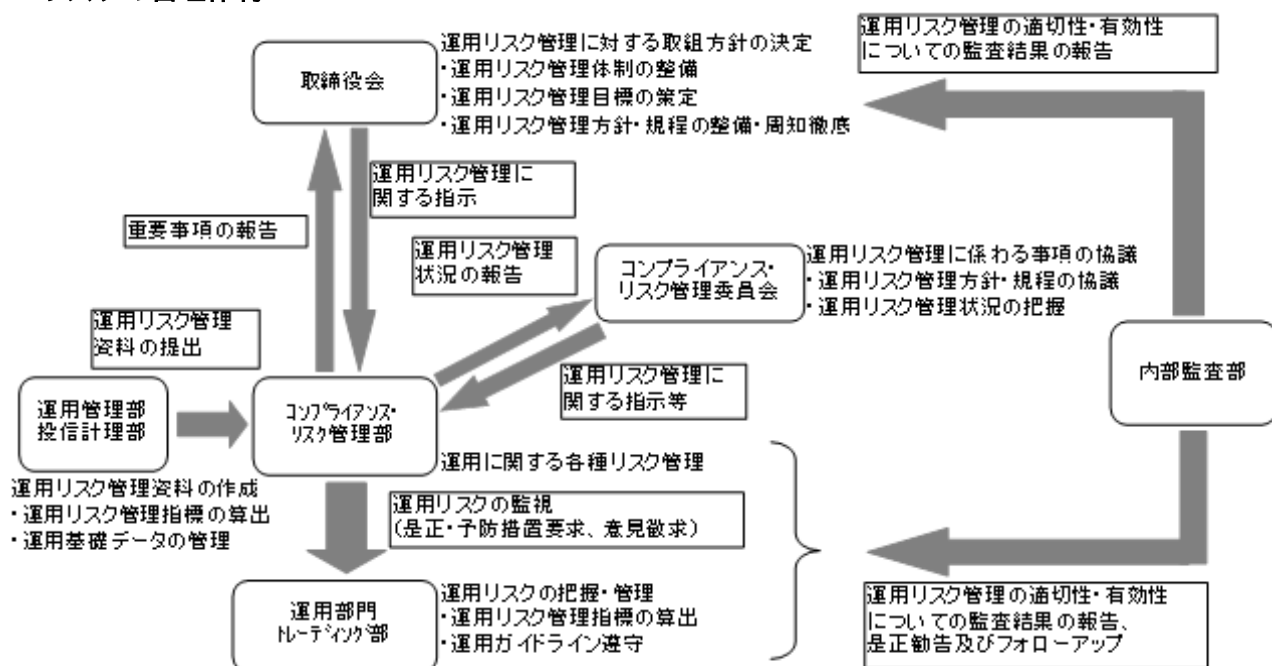 取締役会
運用リスク管理に対する取組方針の決定
・運用リスク管理体制の整備
・運用リスク管理目標の策定
・運用リスク管理方針・規程の整備・周知徹底
運用リスク管理の適切性・有効性
についての監査結果の報告
運用リスク管理に
関する指示
重要事項の報告
運用リスク管理
状況の報告
コンプライアンス・
リスク管理委員会
運用リスク管理に係わる事項の協議
・運用リスク管理方針・規程の協議
・運用リスク管理状況の把握
運用リスク管理
資料の提出
運用リスク管理に
関する指示等
内部監査部
運用管理部
投信計理部
コンプライアンス・
リスク管理部
運用に関する各種リスク管理
運用リスク管理資料の作成
・運用リスク管理指標の算出
・運用基礎データの管理
運用リスクの監視
(是正・予防措置要求、意見徴求)
運用部門
トレーディング部
運用リスクの把握・管理
・運用リスク管理指標の算出
・運用ガイドライン遵守
運用リスク管理の適切性・有効性
についての監査結果の報告、
是正勧告及びフォローアップ